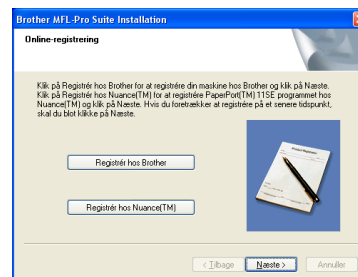 Brother MFL-Pro Suite Installation
Online-registrering
Klik på Registrér hos Brother for at registrére din maskine hos Brother og klik på Næste.
Klik på Registrér hos Nuance(TM) for at registrére PaperPort(TM) 11SE programmet hos
Nuance(TM) og klik på Næste. Hvis du foretrækker at registrére på et senere tidspunkt,
skal du blot klikke på Næste.
Registrér hos Brother
Registrér hos Nuance(TM)
< Tilbage
Næste >
Annuller